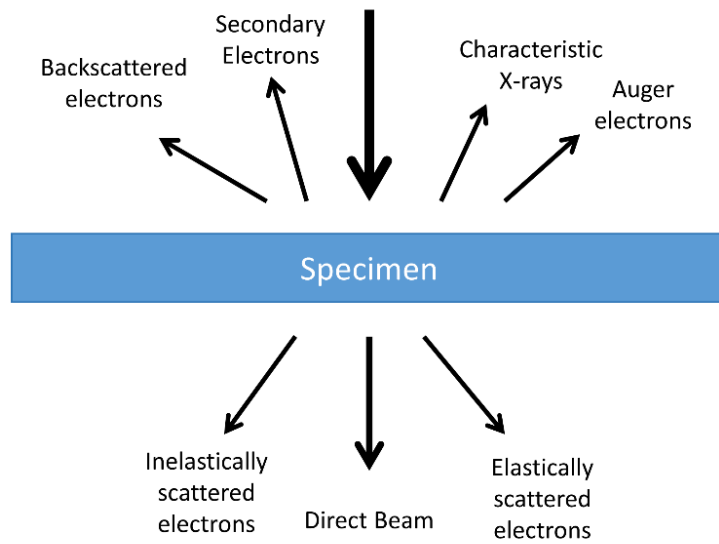 Secondary
Electrons
Backscattered
electrons
Characteristic
X-rays
Auger
electrons
Specimen
Inelastically
scattered
electrons
Direct Beam
Elastically
scattered
electrons